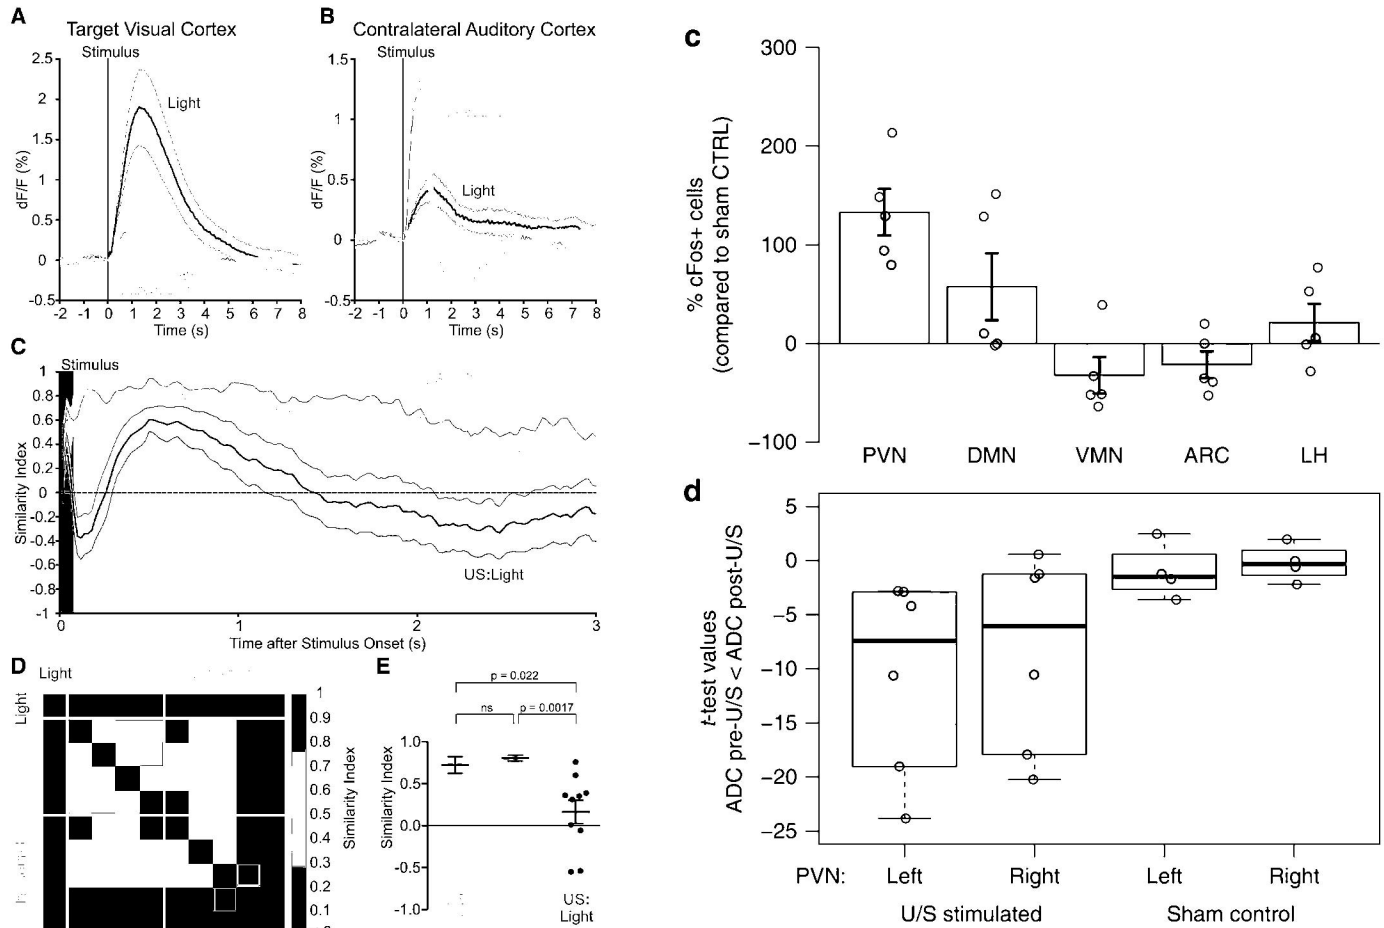 A
Target Visual Cortex
Stimulus
2.5
2
1.5
1
0.5
0
-0.5
dF/F (%)
Light
-2 -1 0 1 2 3 4 5 6 7 8
Time (s)
B
Contralateral Auditory Cortex
Stimulus
1.5
1
0.5
0
-0.5
dF/F (%)
Light
-2 -1 0 1 2 3 4 5 6 7 8
Time (s)
C
Stimulus
1
0.8
0.6
0.4
0.2
0
-0.2
-0.4
-0.6
-0.8
-1
Similarity Index
US:Light
0 1 2 3
Time after Stimulus Onset (s)
D
Light
Light
1
0.9
0.8
0.7
0.6
0.5
0.4
0.3
0.2
0.1
Similarity Index
E
p = 0.022
ns
p = 0.0017
1.0
0.5
0.0
-0.5
-1.0
Similarity Index
US:
Light
c
300
200
100
0
−100
% cFos+ cells
(compared to sham CTRL)
PVN DMN VMN ARC LH
d
5
0
−5
−10
−15
−20
−25
t-test values
ADC pre-U/S < ADC post-U/S
PVN: Left Right Left Right
U/S stimulated Sham control